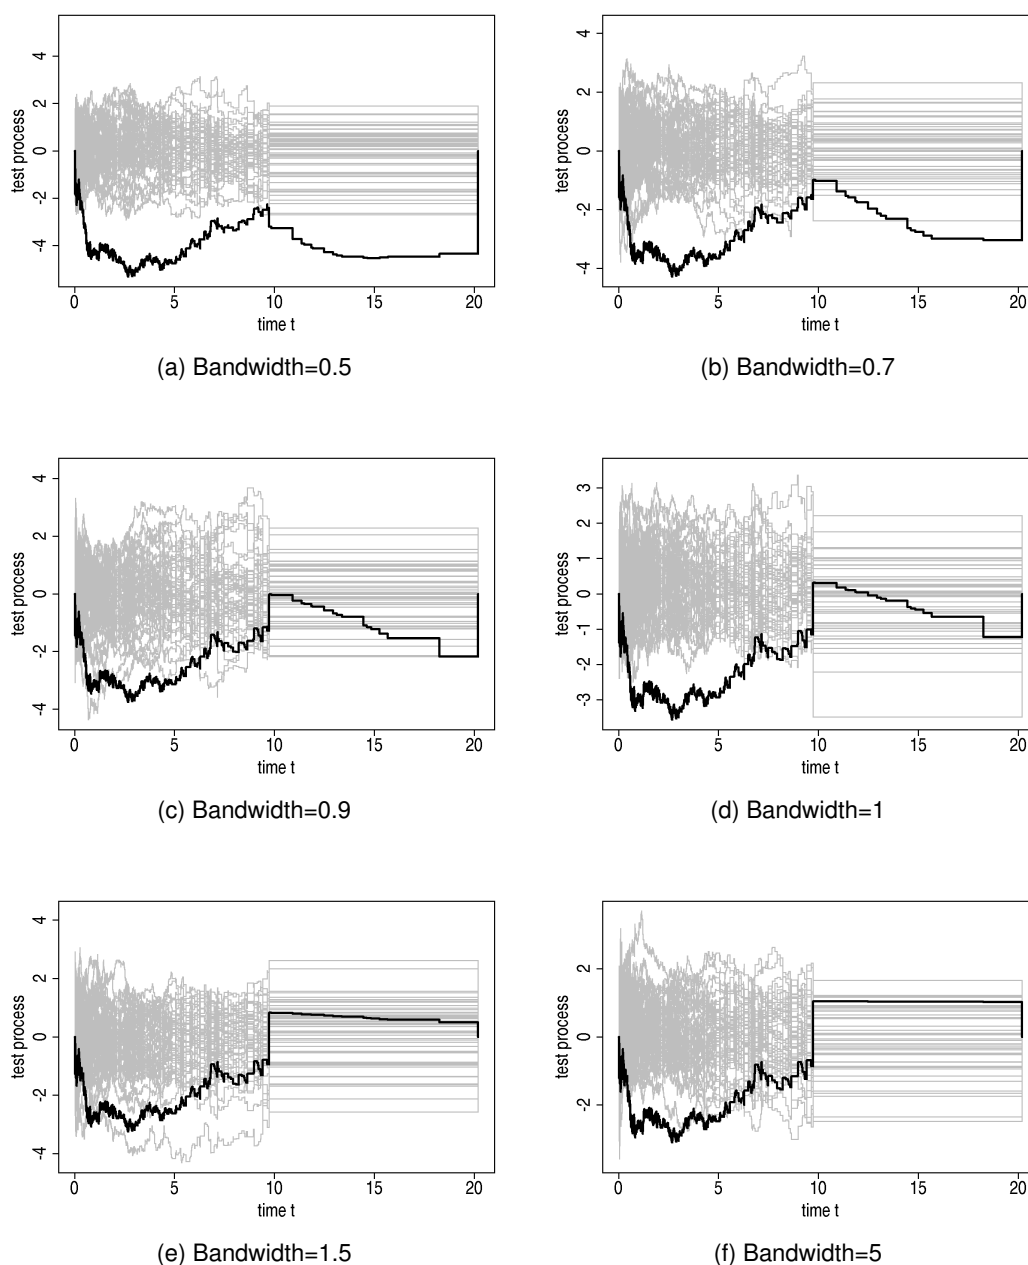 4
2
0
-2
-4
test process
0 5 10 15 20
time t
(a) Bandwidth=0.5
4
2
0
-2
-4
test process
0 5 10 15 20
time t
(b) Bandwidth=0.7
4
2
0
-2
-4
test process
0 5 10 15 20
time t
(c) Bandwidth=0.9
3
2
1
0
-1
-3
test process
0 5 10 15 20
time t
(d) Bandwidth=1
4
2
0
-2
-4
test process
0 5 10 15 20
time t
(e) Bandwidth=1.5
2
0
-2
test process
0 5 10 15 20
time t
(f) Bandwidth=5